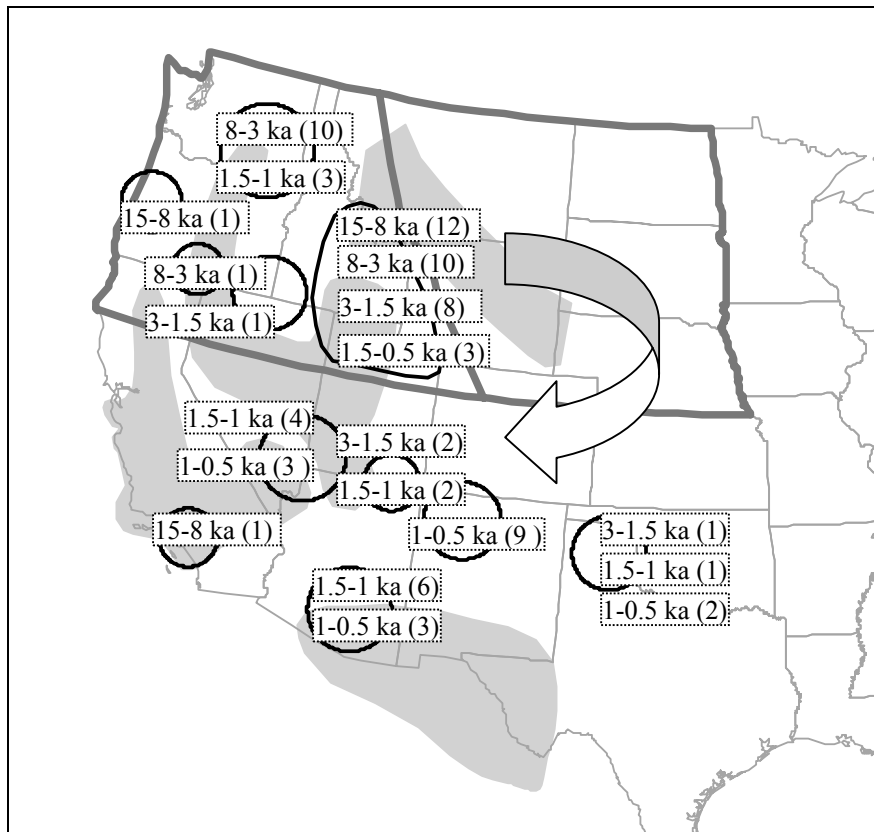 8-3 ka (10)
1.5-1 ka (3)
15-8 ka (1)
15-8 ka (12)
8-3 ka (10)
3-1.5 ka (8)
1.5-0.5 ka (3)
8-3 ka (1)
3-1.5 ka (1)
1.5-1 ka (4)
1-0.5 ka (3 )
3-1.5 ka (2)
1.5-1 ka (2)
15-8 ka (1)
1-0.5 ka (9 )
3-1.5 ka (1)
1.5-1 ka (1)
1-0.5 ka (2)
1.5-1 ka (6)
1-0.5 ka (3)